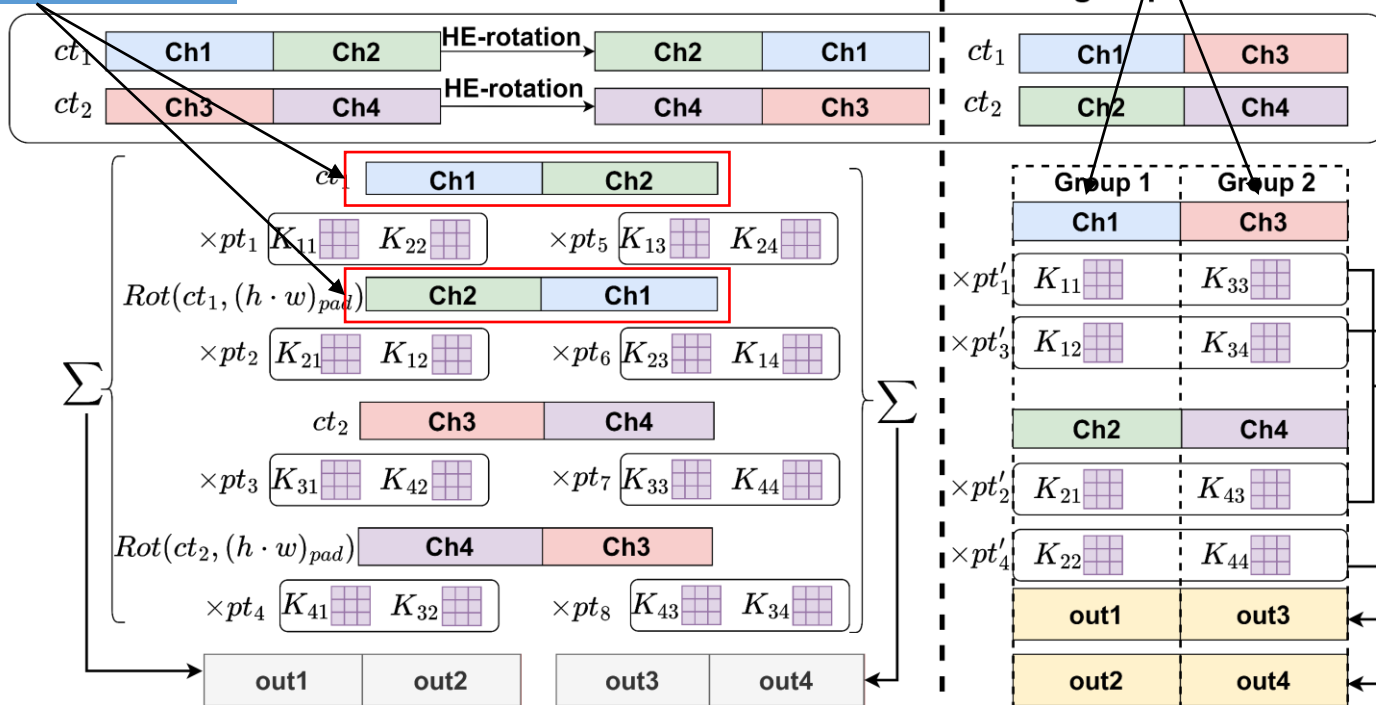 ct1 Ch1 Ch2 HE-rotation Ch2 Ch1
ct2 Ch3 Ch4 HE-rotation Ch4 Ch3
ct1 Ch1 Ch2
×pt1 K11 K22 ×pt5 K13 K24
Rot(ct1, (h · w)pad) Ch2 Ch1
×pt2 K21 K12 ×pt6 K23 K14
ct2 Ch3 Ch4
×pt3 K31 K42 ×pt7 K33 K44
Rot(ct2, (h · w)pad) Ch4 Ch3
×pt4 K41 K32 ×pt8 K43 K34
∑ ∑
out1 out2 out3 out4
ct1 Ch1 Ch3
ct2 Ch2 Ch4
Group 1 Group 2
Ch1 Ch3
×pt′1 K11 K33
×pt′3 K12 K34
Ch2 Ch4
×pt′2 K21 K43
×pt′4 K22 K44
out1 out3
out2 out4